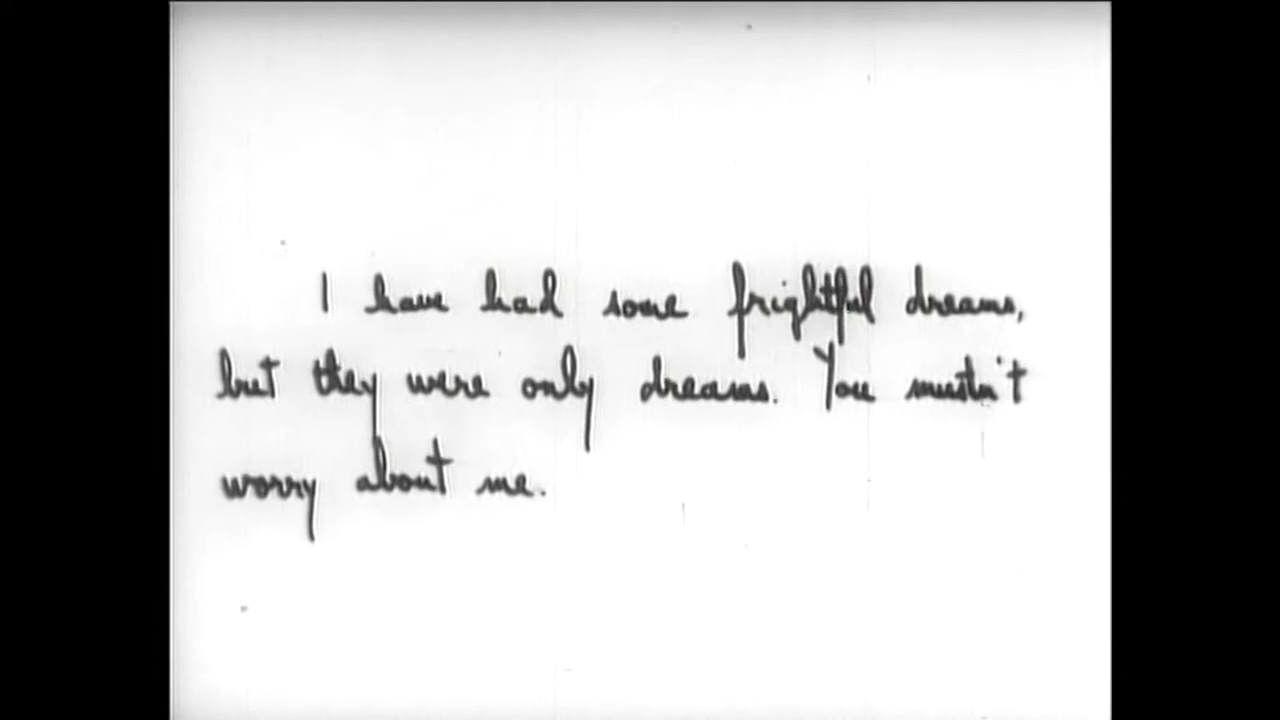 I have had some frightful dreams,
but they were only dreams. You mustn't
worry about me.